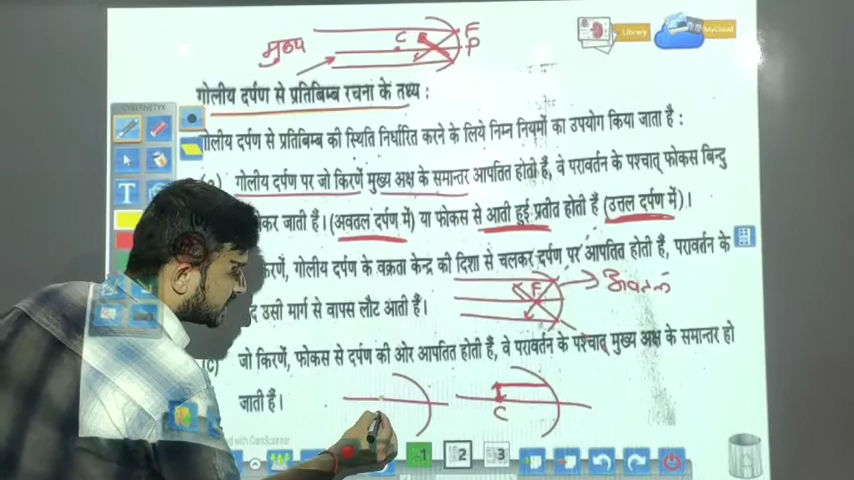 मुख्य
C
F
P
Library
MyCloud
गोलीय दर्पण से प्रतिबिम्ब रचना के तथ्य :
CYBERNETYX
गोलीय दर्पण से प्रतिबिम्ब की स्थिति निर्धारित करने के लिये निम्न नियमों का उपयोग किया जाता है :
गोलीय दर्पण पर जो किरणें मुख्य अक्ष के समान्तर आपतित होती हैं, वे परावर्तन के पश्चात् फोकस बिन्दु
कर जाती हैं। (अवतल दर्पण में) या फोकस से आती हुई प्रतीत होती हैं (उत्तल दर्पण में)।
किरणें, गोलीय दर्पण के वक्रता केन्द्र की दिशा से चलकर दर्पण पर आपतित होती हैं, परावर्तन के
उसी मार्ग से वापस लौट आती हैं।
F
अवतल
(c) जो किरणें, फोकस से दर्पण की ओर आपतित होती हैं, वे परावर्तन के पश्चात् मुख्य अक्ष के समान्तर हो
जाती हैं।
C
with CamScanner
1
2
3